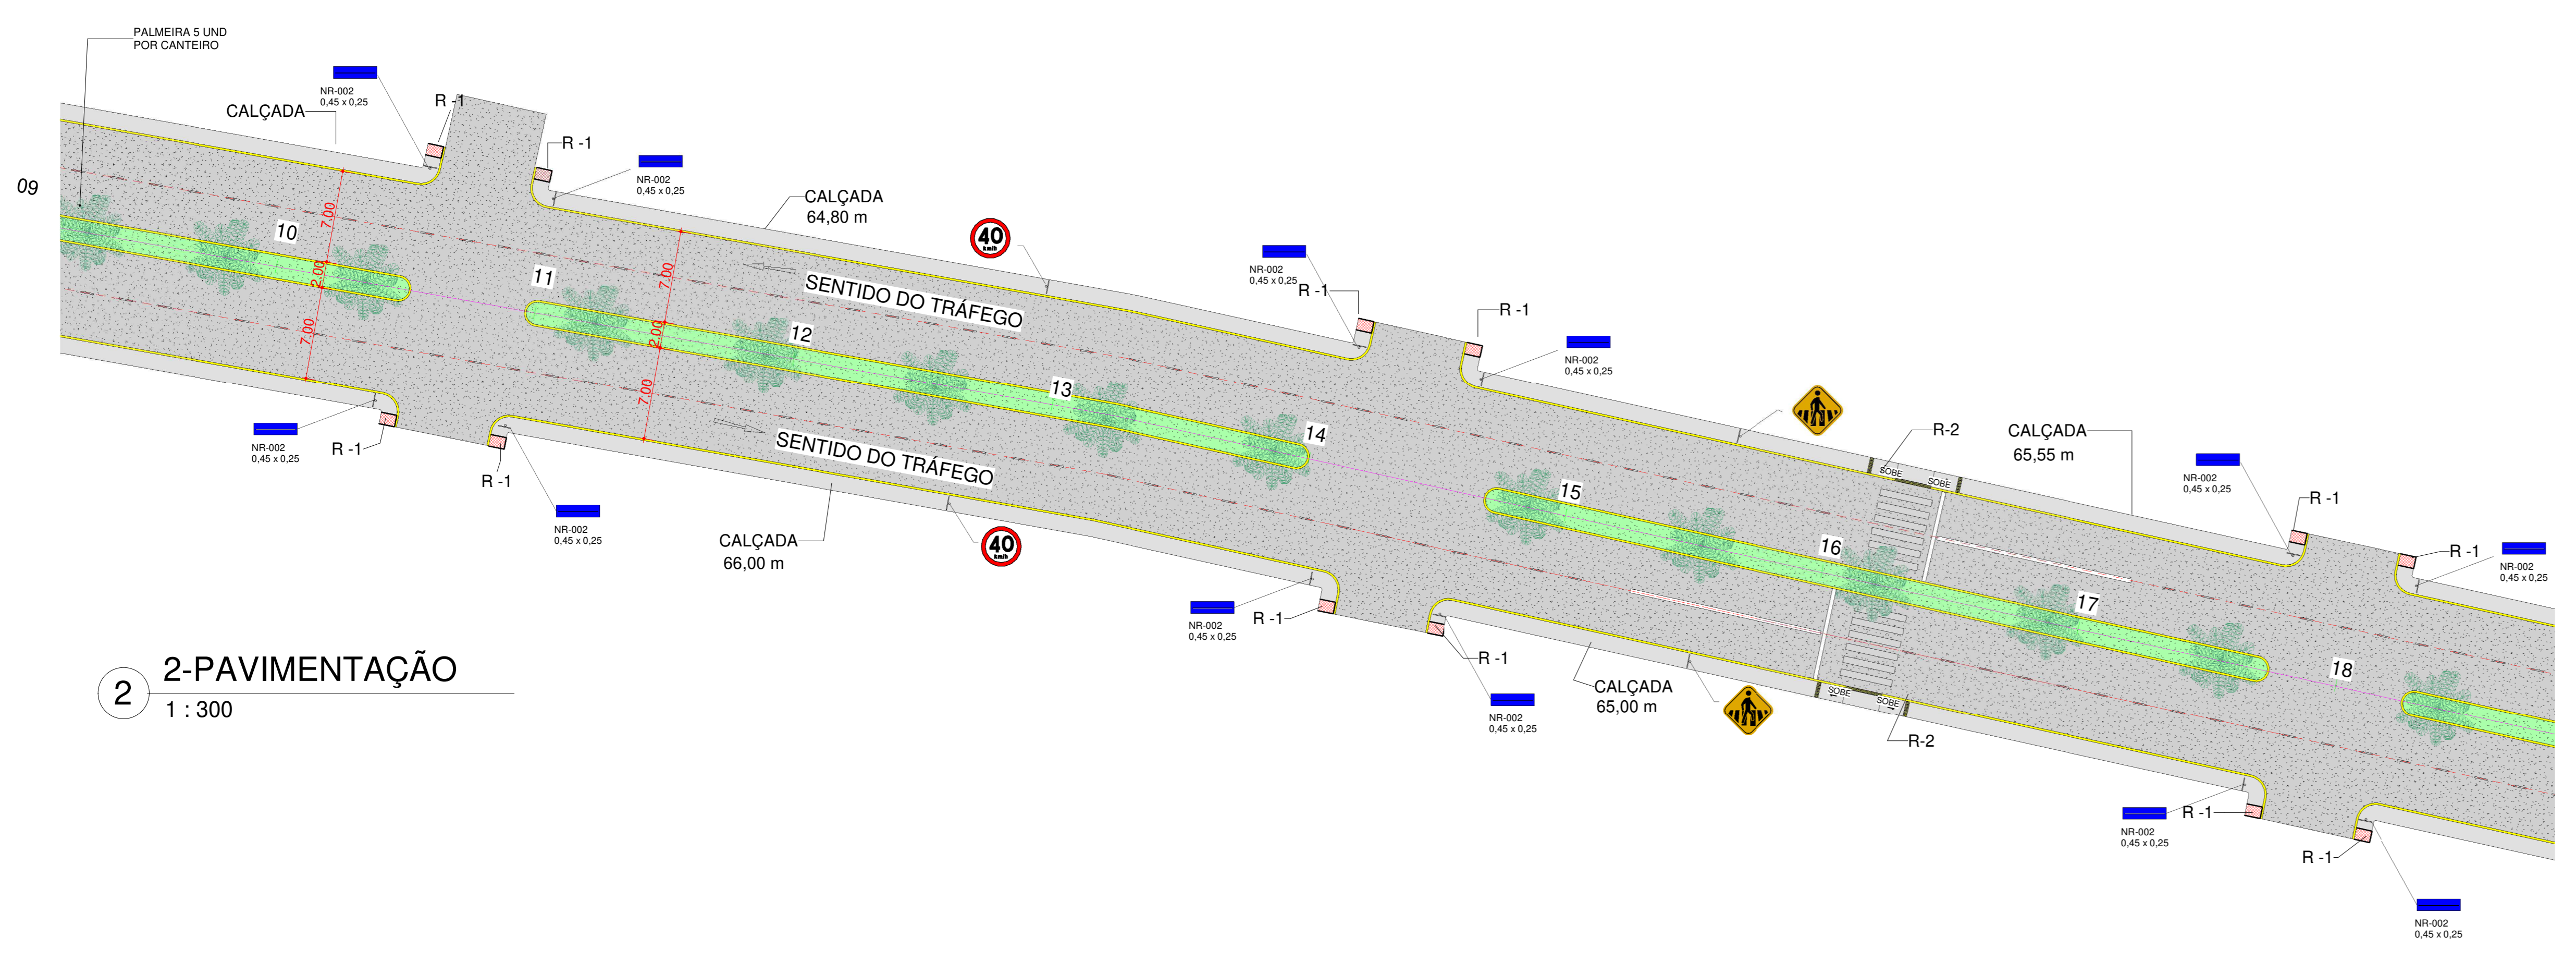 PALMEIRA 5 UND
POR CANTEIRO
NR-002
0,45 x 0,25
CALÇADA
R -1
R -1
NR-002
0,45 x 0,25
CALÇADA
64,80 m
40
km/h
09
10
7.00
2.00
7.00
11
7.00
2.00
7.00
SENTIDO DO TRÁFEGO
12
13
14
SENTIDO DO TRÁFEGO
NR-002
0,45 x 0,25
R -1
R -1
NR-002
0,45 x 0,25
NR-002
0,45 x 0,25
R -1
R -1
NR-002
0,45 x 0,25
CALÇADA
66,00 m
40
km/h
R-2
SOBE
SOBE
CALÇADA
65,55 m
NR-002
0,45 x 0,25
R -1
R -1
NR-002
0,45 x 0,25
15
16
17
18
NR-002
0,45 x 0,25
R -1
R -1
NR-002
0,45 x 0,25
CALÇADA
65,00 m
SOBE
SOBE
R-2
NR-002
0,45 x 0,25
R -1
R -1
NR-002
0,45 x 0,25
2
2-PAVIMENTAÇÃO
1 : 300